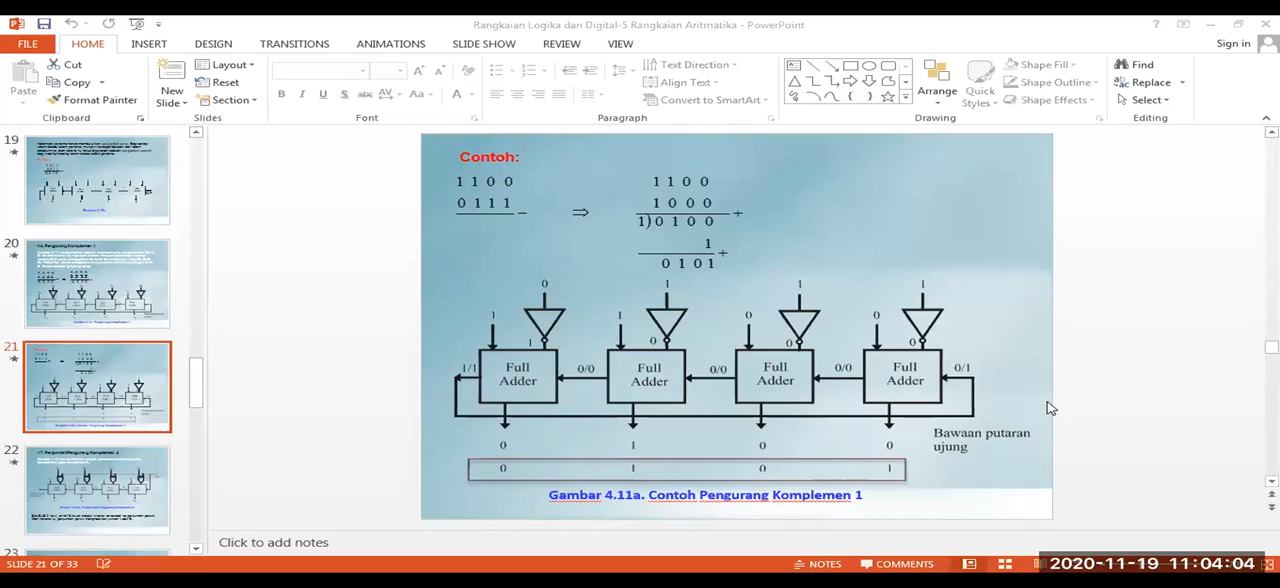 Rangkaian Logika dan Digital-5 Rangkaian Aritmatika - PowerPoint
FILE HOME INSERT DESIGN TRANSITIONS ANIMATIONS SLIDE SHOW REVIEW VIEW Sign in
Paste
Cut
Copy
Format Painter
Clipboard
New Slide
Layout
Reset
Section
Slides
B I U S abc AV Aa A
Font
Text Direction
Align Text
Convert to SmartArt
Paragraph
Arrange
Quick Styles
Shape Fill
Shape Outline
Shape Effects
Drawing
Find
Replace
Select
Editing
19
20
21
22
23
Contoh:
1 1 0 0
0 1 1 1 −
⇒
1 1 0 0
1 0 0 0 +
1)0 1 0 0
1 +
0 1 0 1
0 1 1 1
1 1 0 0
1 0 0 0
1/1 Full Adder 0/0 Full Adder 0/0 Full Adder 0/0 Full Adder 0/1
0 1 0 0
Bawaan putaran ujung
0 1 0 1
Gambar 4.11a. Contoh Pengurang Komplemen 1
Click to add notes
SLIDE 21 OF 33 NOTES COMMENTS 2020-11-19 11:04:04